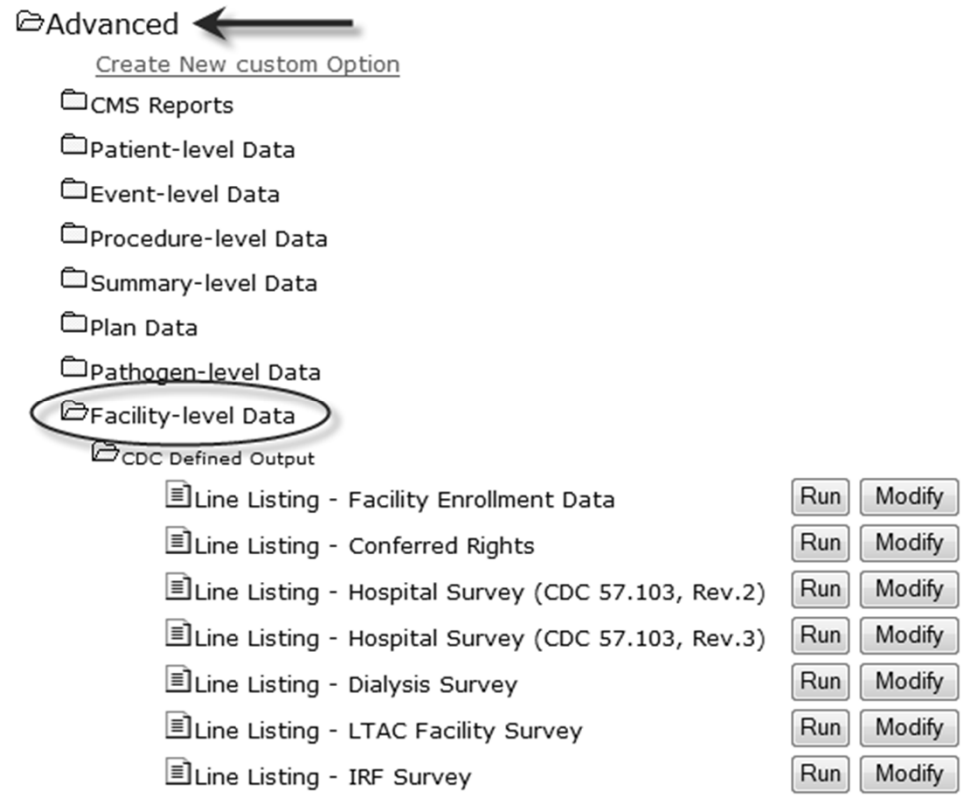 Advanced
Create New custom Option
CMS Reports
Patient-level Data
Event-level Data
Procedure-level Data
Summary-level Data
Plan Data
Pathogen-level Data
Facility-level Data
CDC Defined Output
Line Listing - Facility Enrollment Data Run Modify
Line Listing - Conferred Rights Run Modify
Line Listing - Hospital Survey (CDC 57.103, Rev.2) Run Modify
Line Listing - Hospital Survey (CDC 57.103, Rev.3) Run Modify
Line Listing - Dialysis Survey Run Modify
Line Listing - LTAC Facility Survey Run Modify
Line Listing - IRF Survey Run Modify